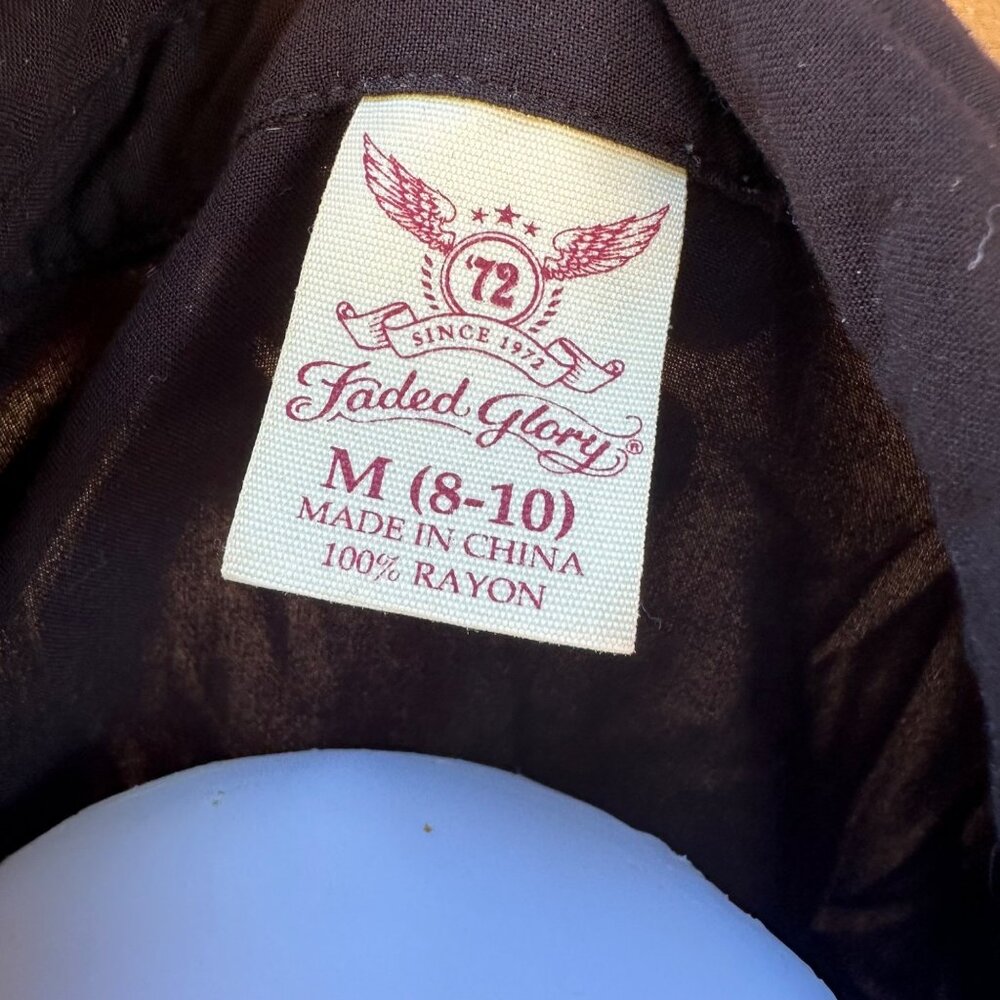 '72
SINCE 1972
Faded Glory®
M (8-10)
MADE IN CHINA
100% RAYON